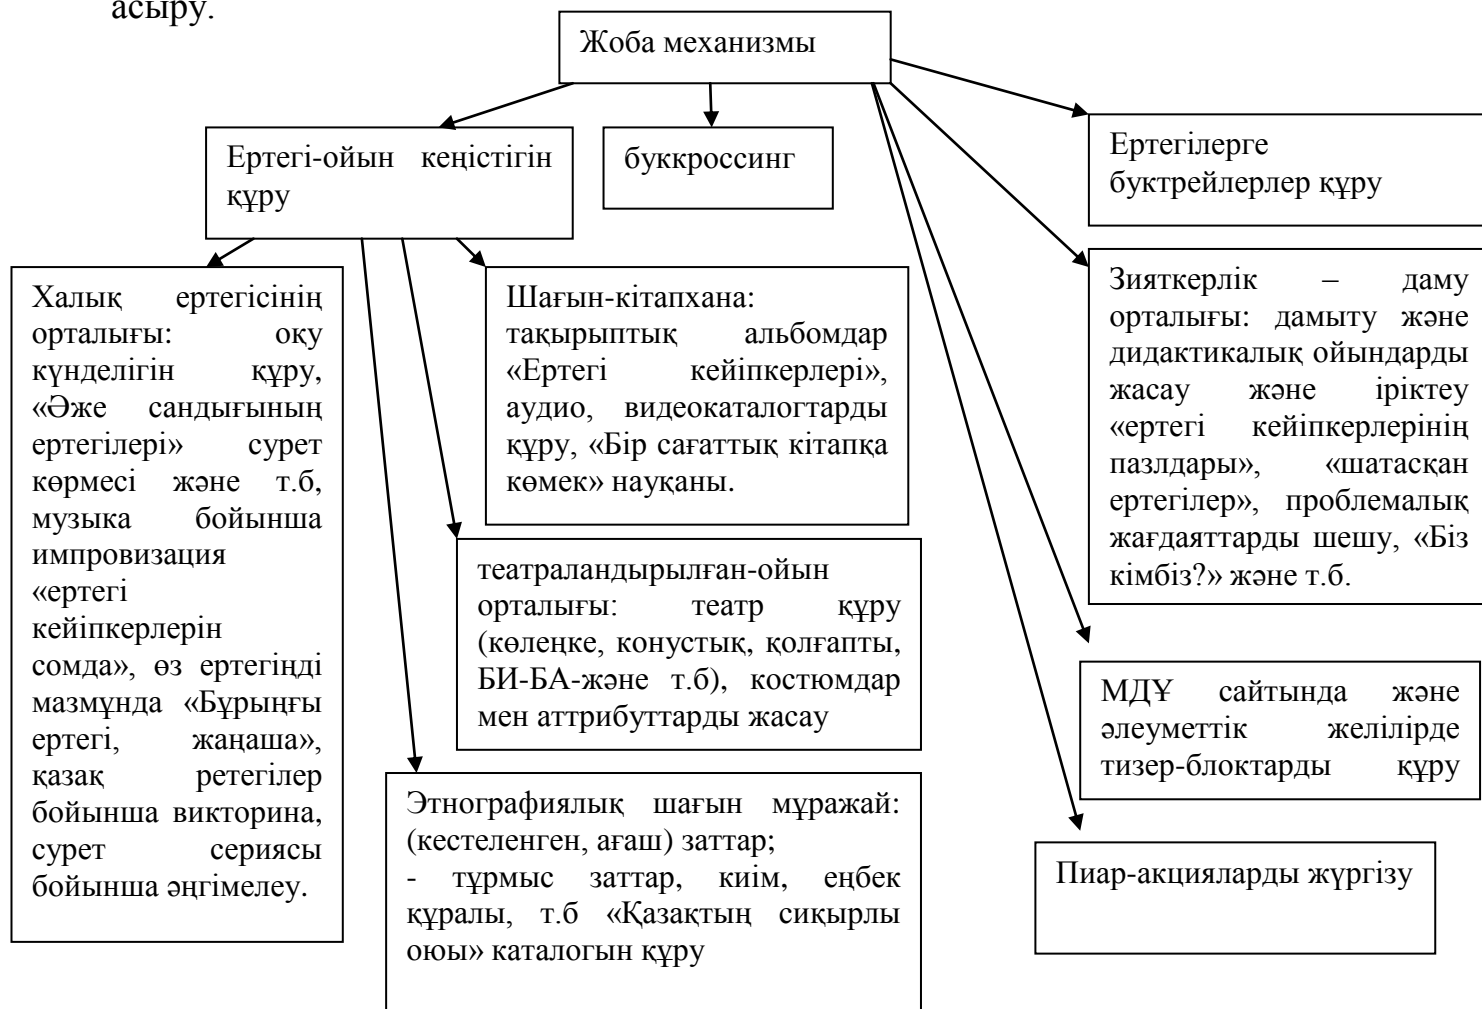 асыру.
Жоба механизмы
Ертегі-ойын кеңістігін
құру
буккроссинг
Ертегілерге
буктрейлерлер құру
Халық ертегісінің
орталығы: оқу
күнделігін құру,
«Әже сандығының
ертегілері» сурет
көрмесі және т.б,
музыка бойынша
импровизация
«ертегі
кейіпкерлерін
сомда», өз ертегіңді
мазмұнда «Бұрыңғы
ертегі, жаңаша»,
қазақ ретегілер
бойынша викторина,
сурет сериясы
бойынша әңгімелеу.
Шағын-кітапхана:
тақырыптық альбомдар
«Ертегі кейіпкерлері»,
аудио, видеокаталогтарды
құру, «Бір сағаттық кітапқа
көмек» науқаны.
театраландырылған-ойын
орталығы: театр құру
(көлеңке, конустық, қолғапты,
БИ-БА-және т.б), костюмдар
мен аттрибуттарды жасау
Этнографиялық шағын мұражай:
(кестеленген, ағаш) заттар;
- тұрмыс заттар, киім, еңбек
құралы, т.б «Қазақтың сиқырлы
оюы» каталогын құру
Зияткерлік – даму
орталығы: дамыту және
дидактикалық ойындарды
жасау және іріктеу
«ертегі кейіпкерлерінің
пазлдары», «шатасқан
ертегілер», проблемалық
жағдаяттарды шешу, «Біз
кімбіз?» және т.б.
МДҰ сайтында және
әлеуметтік желілірде
тизер-блоктарды құру
Пиар-акцияларды жүргізу